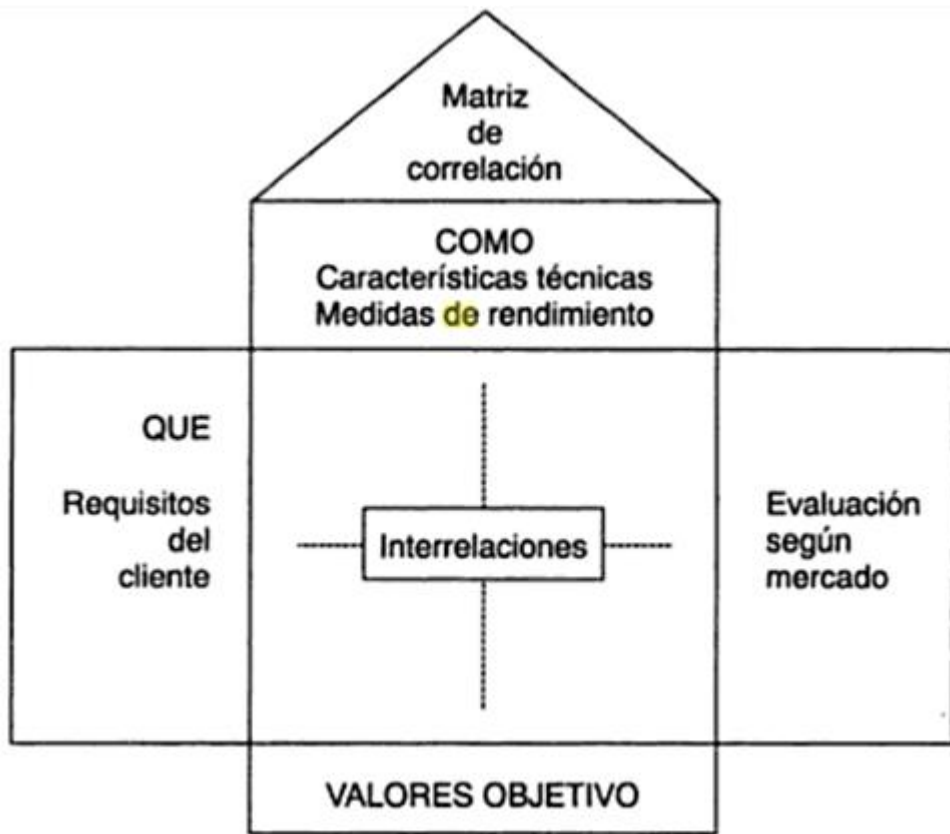 Matriz
de
correlación
COMO
Características técnicas
Medidas de rendimiento
QUE
Requisitos
del
cliente
Interrelaciones
Evaluación
según
mercado
VALORES OBJETIVO